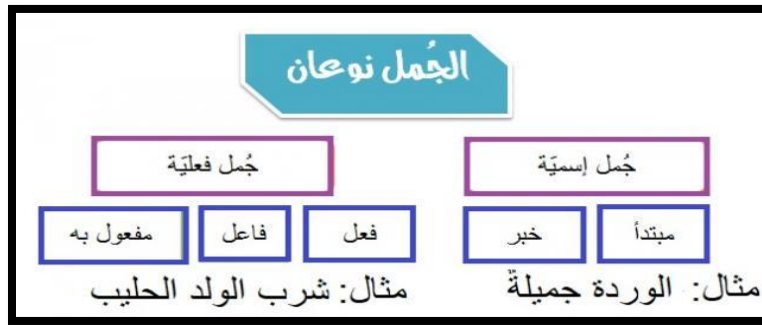 الجُمل نوعان
جُمل إسميّة
جُمل فعليّة
مبتدأ
خبر
فعل
فاعل
مفعول به
مثال: الوردة جميلةٌ
مثال: شرب الولد الحليب